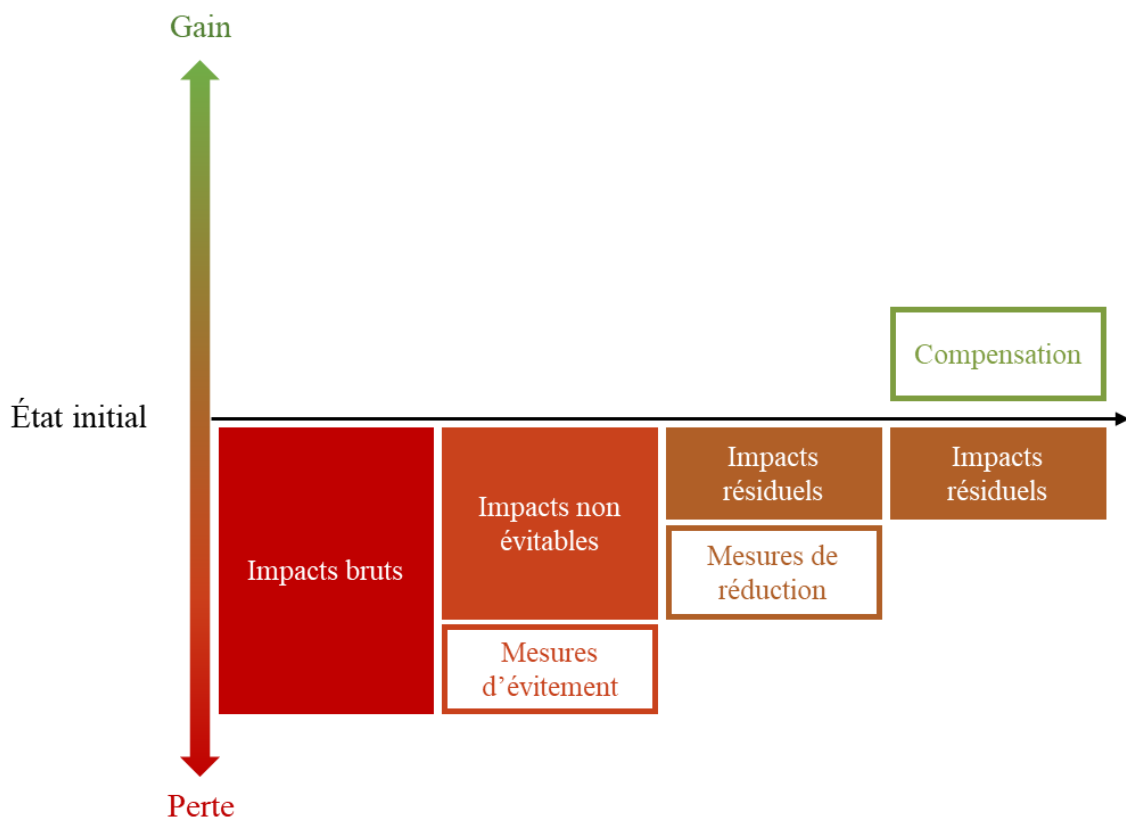 Gain
Compensation
État initial
Impacts bruts
Impacts non
évitables
Mesures
d’évitement
Impacts
résiduels
Mesures de
réduction
Impacts
résiduels
Perte